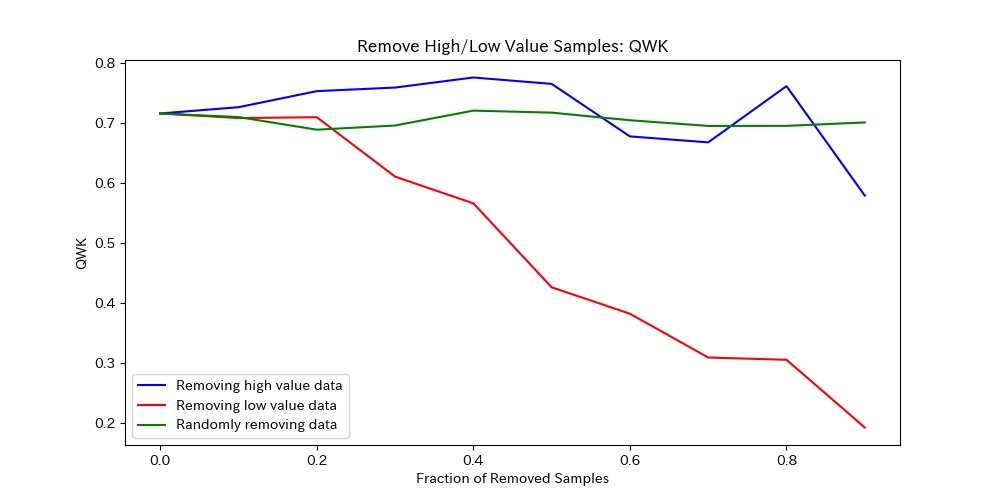 Remove High/Low Value Samples: QWK
QWK
0.8
0.7
0.6
0.5
0.4
0.3
0.2
Removing high value data
Removing low value data
Randomly removing data
0.0
0.2
0.4
0.6
0.8
Fraction of Removed Samples